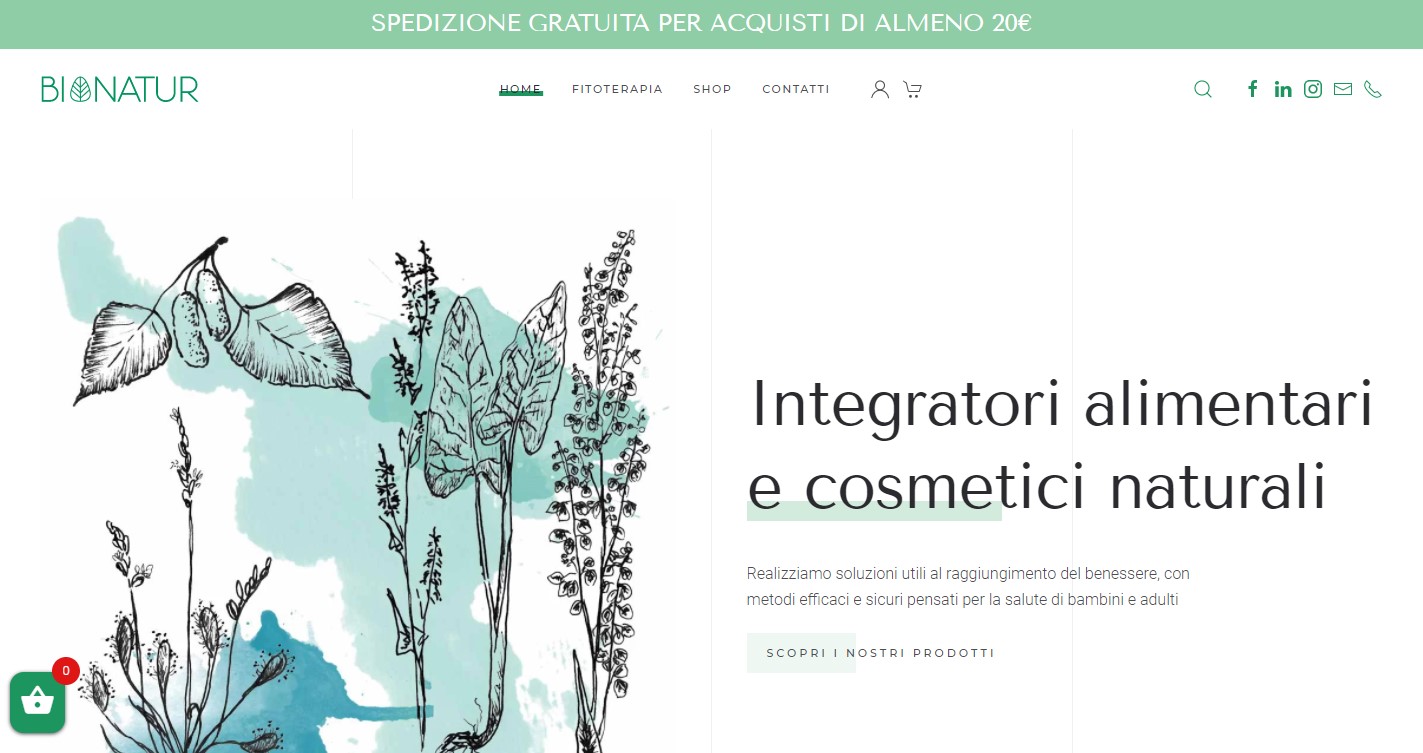 SPEDIZIONE GRATUITA PER ACQUISTI DI ALMENO 20€
BIONATUR
HOME FITOTERAPIA SHOP CONTATTI
Integratori alimentari
e cosmetici naturali
Realizziamo soluzioni utili al raggiungimento del benessere, con
metodi efficaci e sicuri pensati per la salute di bambini e adulti
SCOPRI I NOSTRI PRODOTTI
0